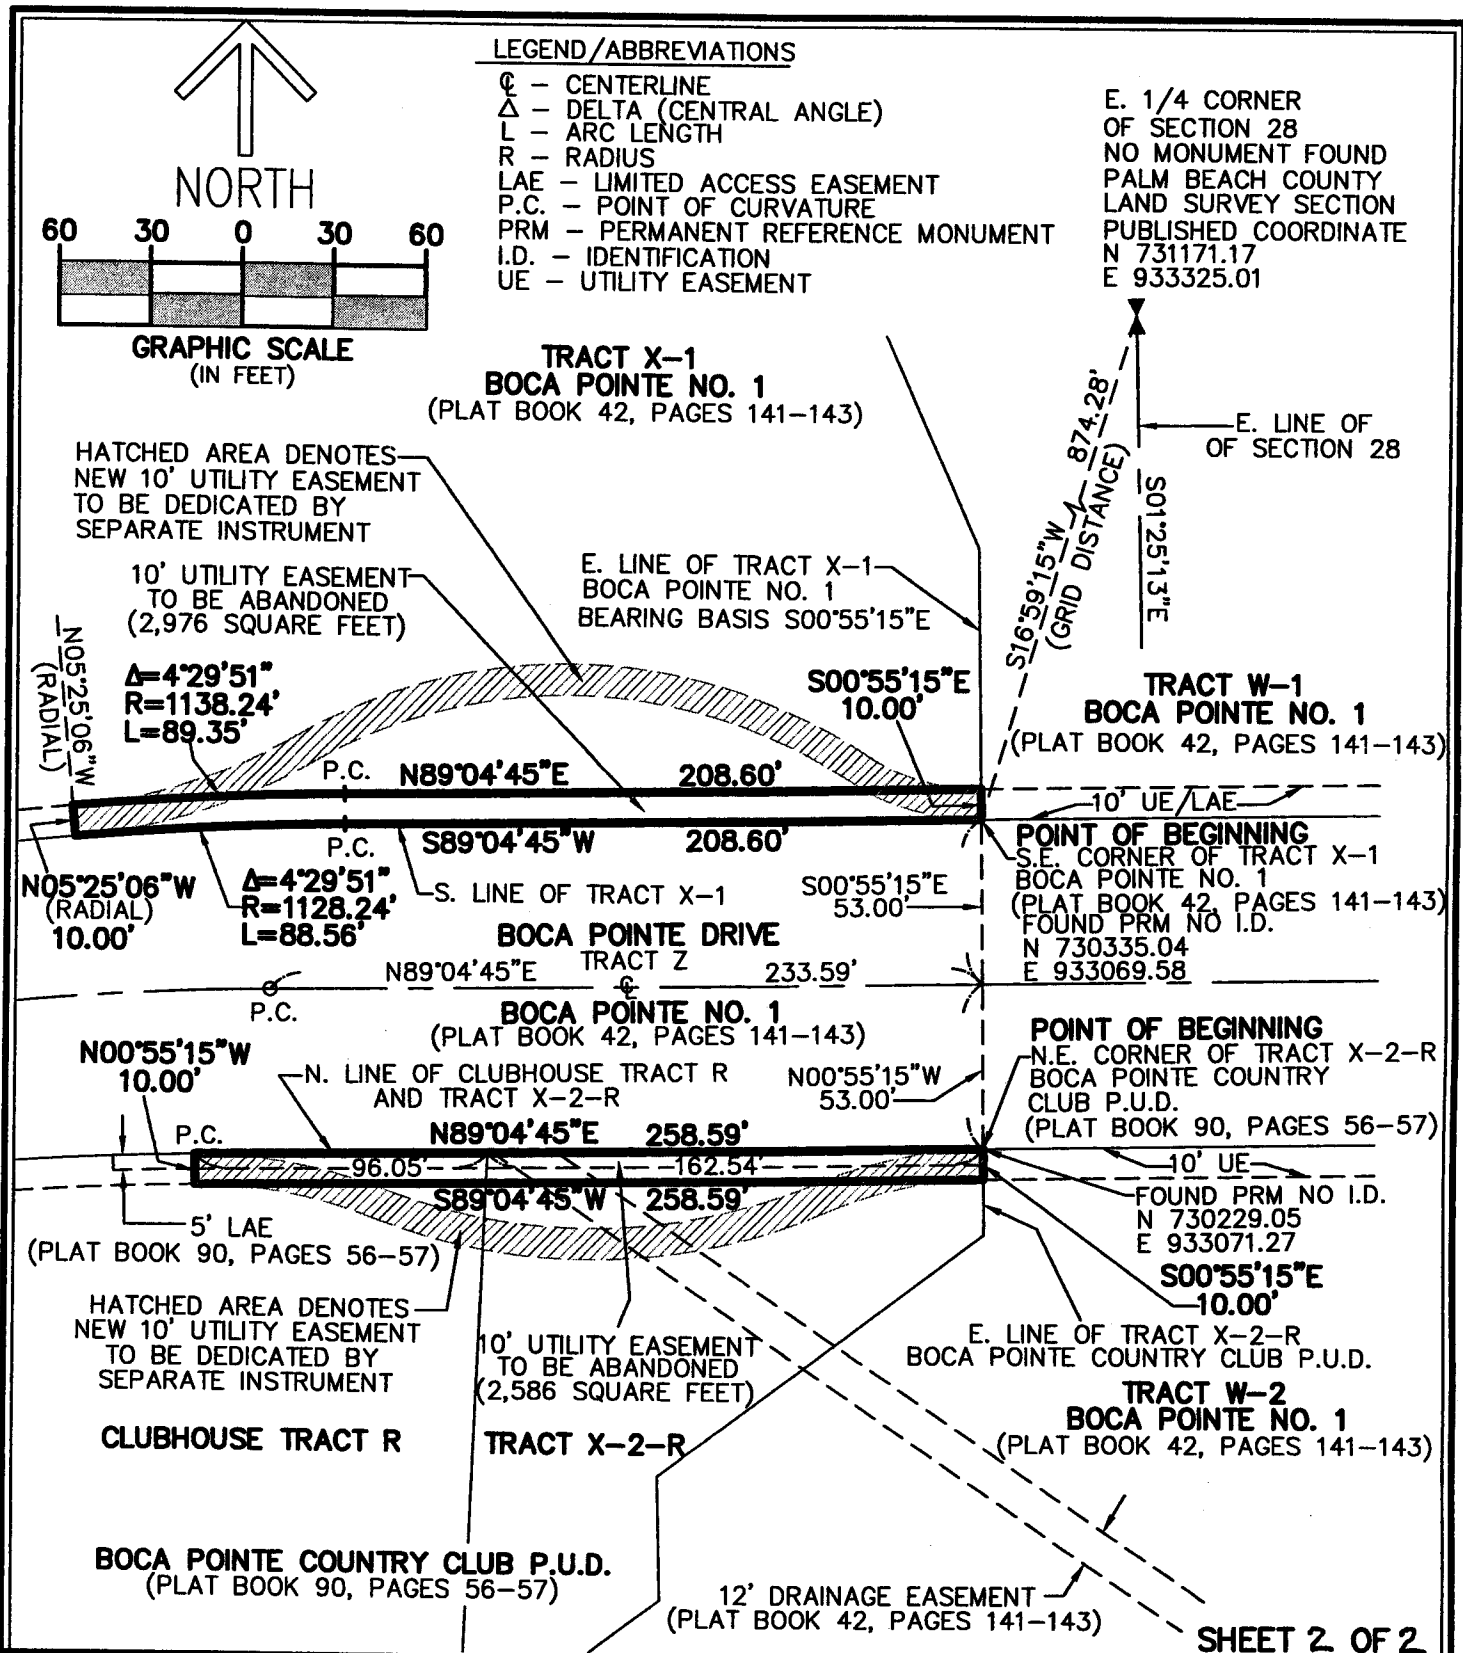 LEGEND/ABBREVIATIONS
℄ – CENTERLINE
Δ – DELTA (CENTRAL ANGLE)
L – ARC LENGTH
R – RADIUS
LAE – LIMITED ACCESS EASEMENT
P.C. – POINT OF CURVATURE
PRM – PERMANENT REFERENCE MONUMENT
I.D. – IDENTIFICATION
UE – UTILITY EASEMENT
NORTH
60 30 0 30 60
GRAPHIC SCALE
(IN FEET)
E. 1/4 CORNER
OF SECTION 28
NO MONUMENT FOUND
PALM BEACH COUNTY
LAND SURVEY SECTION
PUBLISHED COORDINATE
N 731171.17
E 933325.01
TRACT X–1
BOCA POINTE NO. 1
(PLAT BOOK 42, PAGES 141–143)
E. LINE OF
OF SECTION 28
S16°59'15"W 874.28'
(GRID DISTANCE)
S01°25'13"E
HATCHED AREA DENOTES
NEW 10' UTILITY EASEMENT
TO BE DEDICATED BY
SEPARATE INSTRUMENT
10' UTILITY EASEMENT
TO BE ABANDONED
(2,976 SQUARE FEET)
E. LINE OF TRACT X–1
BOCA POINTE NO. 1
BEARING BASIS S00°55'15"E
N05°25'06"W
(RADIAL)
Δ=4°29'51"
R=1138.24'
L=89.35'
S00°55'15"E
10.00'
TRACT W–1
BOCA POINTE NO. 1
(PLAT BOOK 42, PAGES 141–143)
P.C.
N89°04'45"E 208.60'
10' UE/LAE
P.C.
S89°04'45"W 208.60'
POINT OF BEGINNING
S.E. CORNER OF TRACT X–1
BOCA POINTE NO. 1
(PLAT BOOK 42, PAGES 141–143)
FOUND PRM NO I.D.
N 730335.04
E 933069.58
N05°25'06"W
(RADIAL)
10.00'
Δ=4°29'51"
R=1128.24'
L=88.56'
S. LINE OF TRACT X–1
S00°55'15"E
53.00'
BOCA POINTE DRIVE
TRACT Z
N89°04'45"E 233.59'
℄
P.C.
BOCA POINTE NO. 1
(PLAT BOOK 42, PAGES 141–143)
N00°55'15"W
10.00'
N. LINE OF CLUBHOUSE TRACT R
AND TRACT X–2–R
N00°55'15"W
53.00'
POINT OF BEGINNING
N.E. CORNER OF TRACT X–2–R
BOCA POINTE COUNTRY
CLUB P.U.D.
(PLAT BOOK 90, PAGES 56–57)
P.C.
N89°04'45"E 258.59'
96.05' 162.54'
S89°04'45"W 258.59'
10' UE
FOUND PRM NO I.D.
N 730229.05
E 933071.27
5' LAE
(PLAT BOOK 90, PAGES 56–57)
S00°55'15"E
10.00'
HATCHED AREA DENOTES
NEW 10' UTILITY EASEMENT
TO BE DEDICATED BY
SEPARATE INSTRUMENT
10' UTILITY EASEMENT
TO BE ABANDONED
(2,586 SQUARE FEET)
E. LINE OF TRACT X–2–R
BOCA POINTE COUNTRY CLUB P.U.D.
TRACT W–2
BOCA POINTE NO. 1
(PLAT BOOK 42, PAGES 141–143)
CLUBHOUSE TRACT R
TRACT X–2–R
BOCA POINTE COUNTRY CLUB P.U.D.
(PLAT BOOK 90, PAGES 56–57)
12' DRAINAGE EASEMENT
(PLAT BOOK 42, PAGES 141–143)
SHEET 2 OF 2